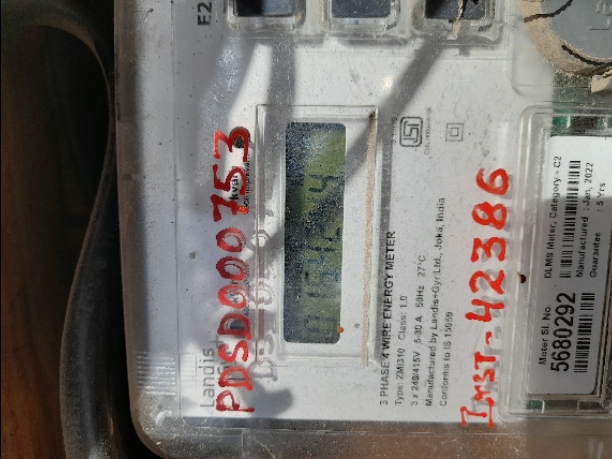 E2
Landis
PDSD000753
kvar
3 PHASE 4 WIRE ENERGY METER
Type: ZMI310 Class: 1.0
3 x 240/415V 5-30 A 50Hz 27°C
Manufactured by Landis+Gyr Ltd., Joka, India
Conforms to IS 15959
IMST-42386
Meter Sl. No
5680292
DLMS Meter, Category - C2
Manufactured : Jan, 2022
Guarantee : 5 Yrs